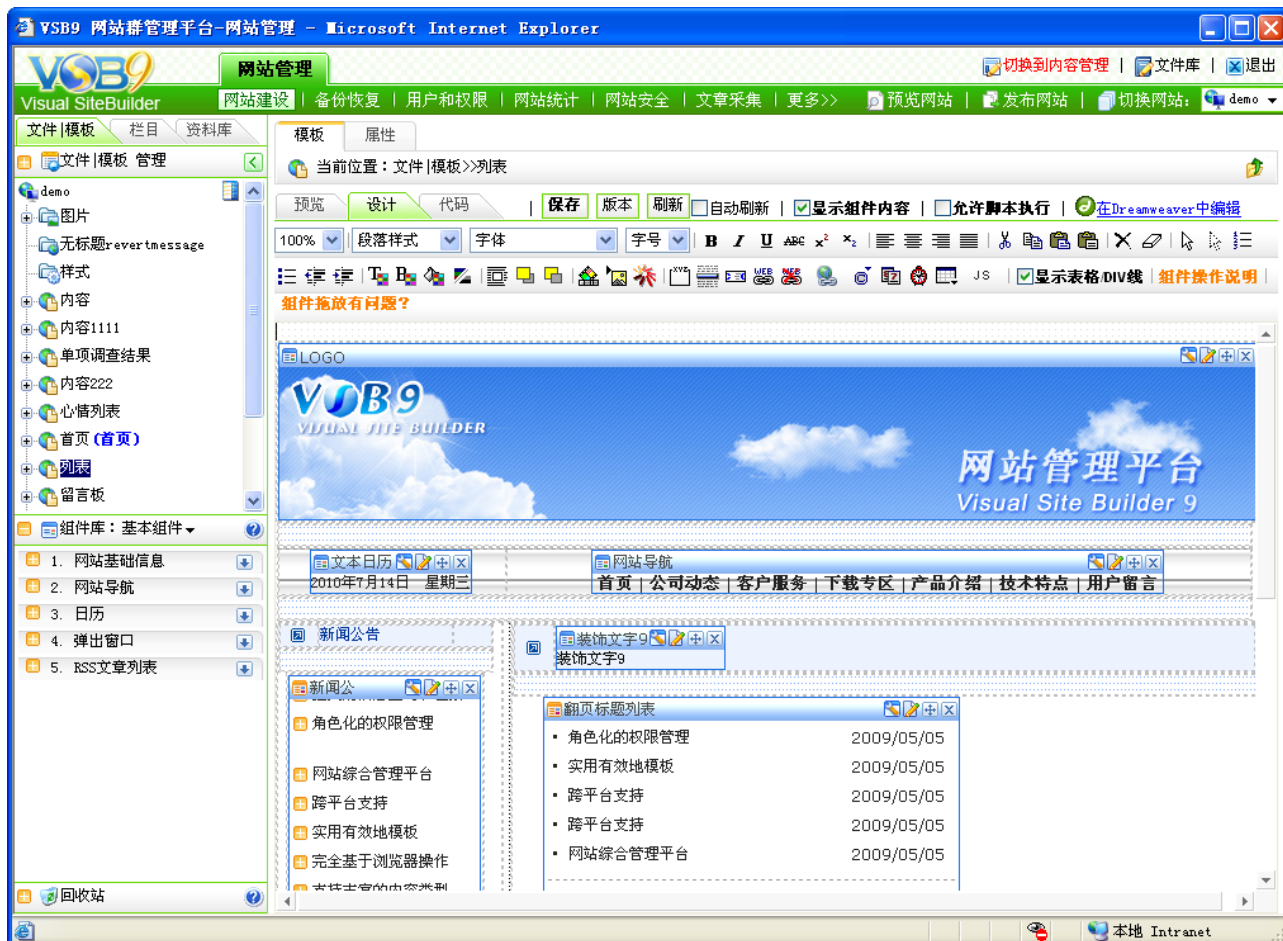 VSB9 网站群管理平台-网站管理 - Microsoft Internet Explorer
VSB9
Visual SiteBuilder
网站管理
切换到内容管理 | 文件库 | 退出
网站建设 | 备份恢复 | 用户和权限 | 网站统计 | 网站安全 | 文章采集 | 更多>> 预览网站 | 发布网站 | 切换网站: demo
文件|模板 栏目 资料库
文件|模板 管理
demo
图片
无标题revertmessage
样式
内容
内容1111
单项调查结果
内容222
心情列表
首页(首页)
列表
留言板
组件库:基本组件
1. 网站基础信息
2. 网站导航
3. 日历
4. 弹出窗口
5. RSS文章列表
回收站
模板 属性
当前位置:文件|模板>>列表
预览 设计 代码 | 保存 版本 刷新 自动刷新 | 显示组件内容 | 允许脚本执行 | 在Dreamweaver中编辑
100% 段落样式 字体 字号 B I U ABC x² x₂
JS 显示表格/DIV线 | 组件操作说明 |
组件拖放有问题?
LOGO
VSB9
VISUAL SITE BUILDER
网站管理平台
Visual Site Builder 9
文本日历
2010年7月14日 星期三
网站导航
首页 | 公司动态 | 客户服务 | 下载专区 | 产品介绍 | 技术特点 | 用户留言
新闻公告
装饰文字9
装饰文字9
新闻公
角色化的权限管理
网站综合管理平台
跨平台支持
实用有效地模板
完全基于浏览器操作
翻页标题列表
角色化的权限管理 2009/05/05
实用有效地模板 2009/05/05
跨平台支持 2009/05/05
跨平台支持 2009/05/05
网站综合管理平台 2009/05/05
本地 Intranet